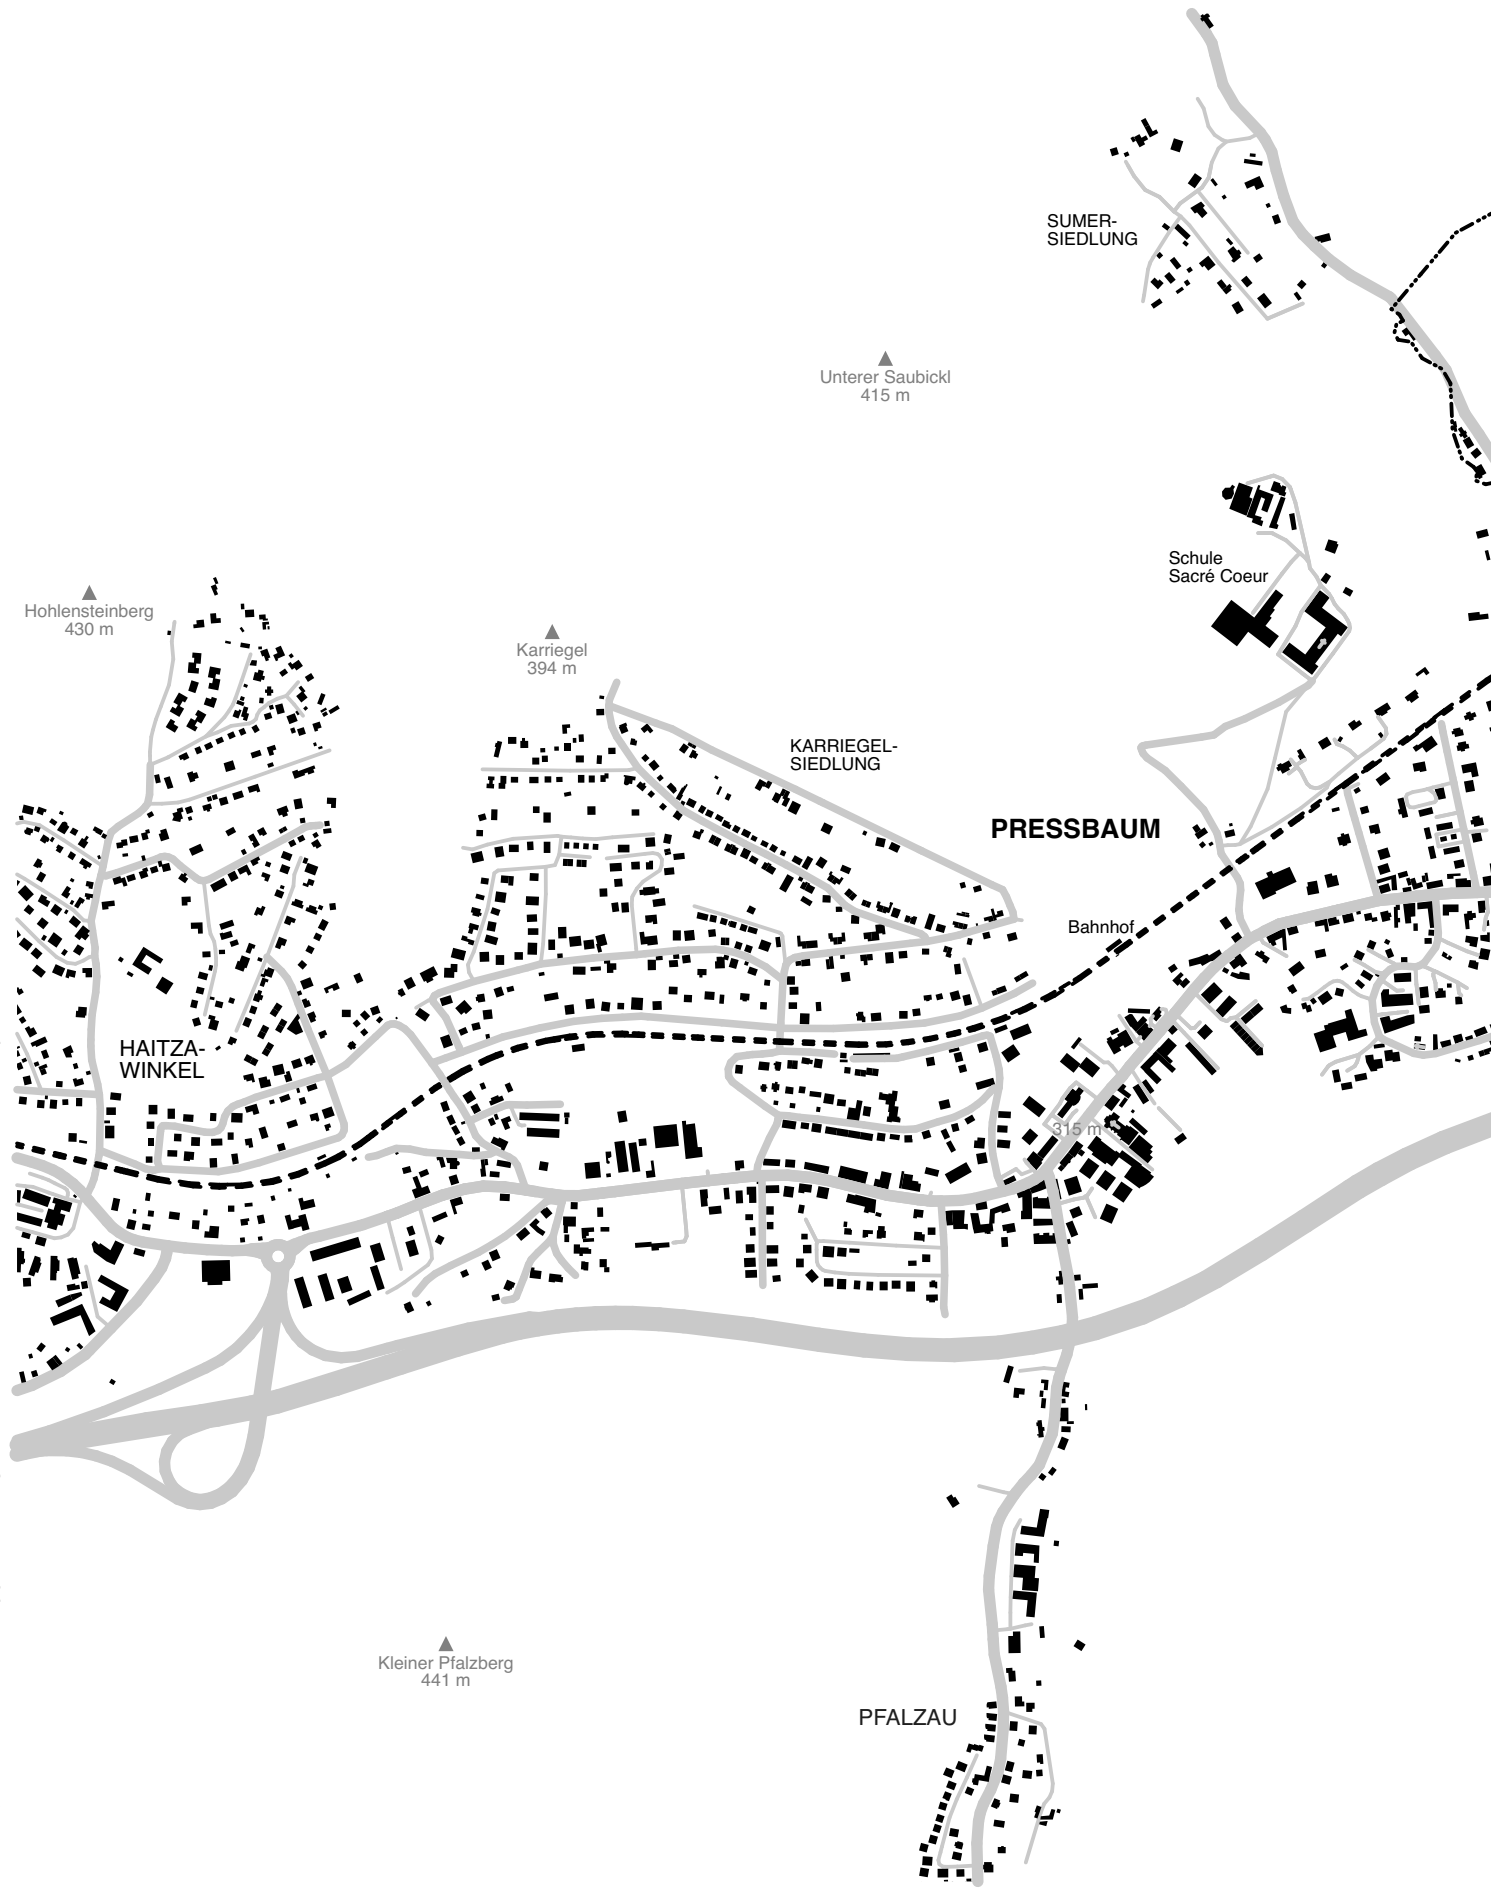 SUMER-
SIEDLUNG
Unterer Saubickl
415 m
Schule
Sacré Coeur
Hohlensteinberg
430 m
Karriegel
394 m
KARRIEGEL-
SIEDLUNG
PRESSBAUM
Bahnhof
HAITZA-
WINKEL
315 m
Kleiner Pfalzberg
441 m
PFALZAU